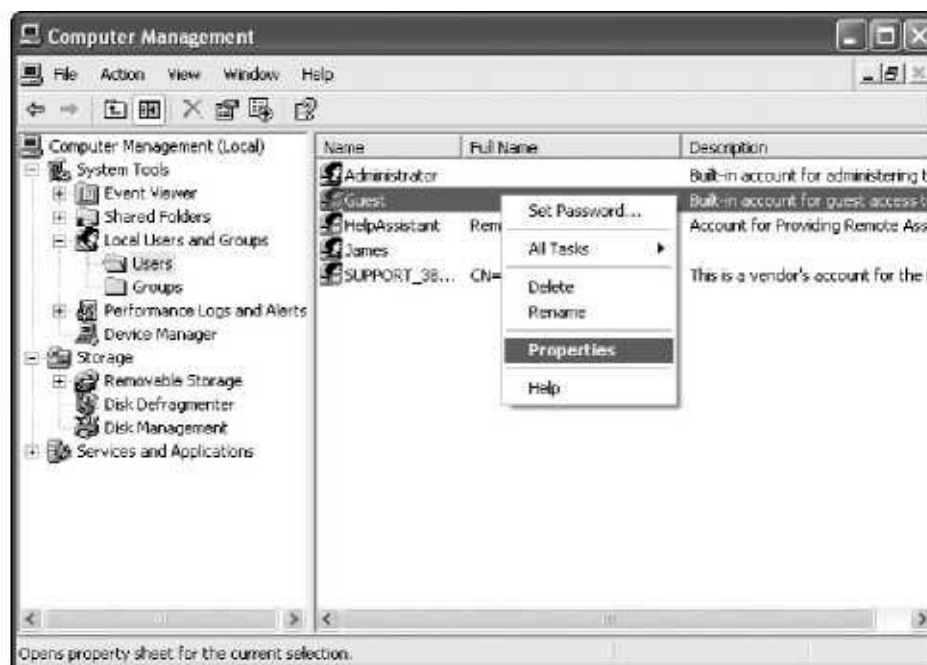 Computer Management
File Action View Window Help
Computer Management (Local)
System Tools
Event Viewer
Shared Folders
Local Users and Groups
Users
Groups
Performance Logs and Alerts
Device Manager
Storage
Removable Storage
Disk Defragmenter
Disk Management
Services and Applications
Name Full Name Description
Administrator Built-in account for administering t
Guest Built-in account for guest access t
HelpAssistant Rem Account for Providing Remote Ass
James
SUPPORT_38... CN= This is a vendor's account for the
Set Password...
All Tasks
Delete
Rename
Properties
Help
Opens property sheet for the current selection.